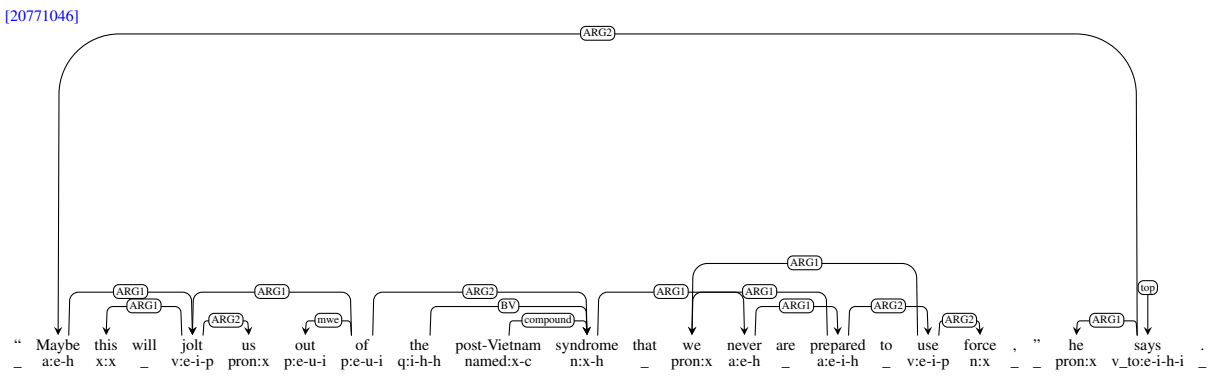 [20771046]
ARG2
ARG1
ARG1 ARG1 ARG2 ARG1 ARG1 top
ARG1 BV ARG1 ARG2
ARG2 mwe compound ARG2 ARG1
“ Maybe this will jolt us out of the post-Vietnam syndrome that we never are prepared to use force , ” he says .
_ a:e-h x:x _ v:e-i-p pron:x p:e-u-i p:e-u-i q:i-h-h named:x-c n:x-h _ pron:x a:e-h _ a:e-i-h _ v:e-i-p n:x _ _ pron:x v_to:e-i-h-i _